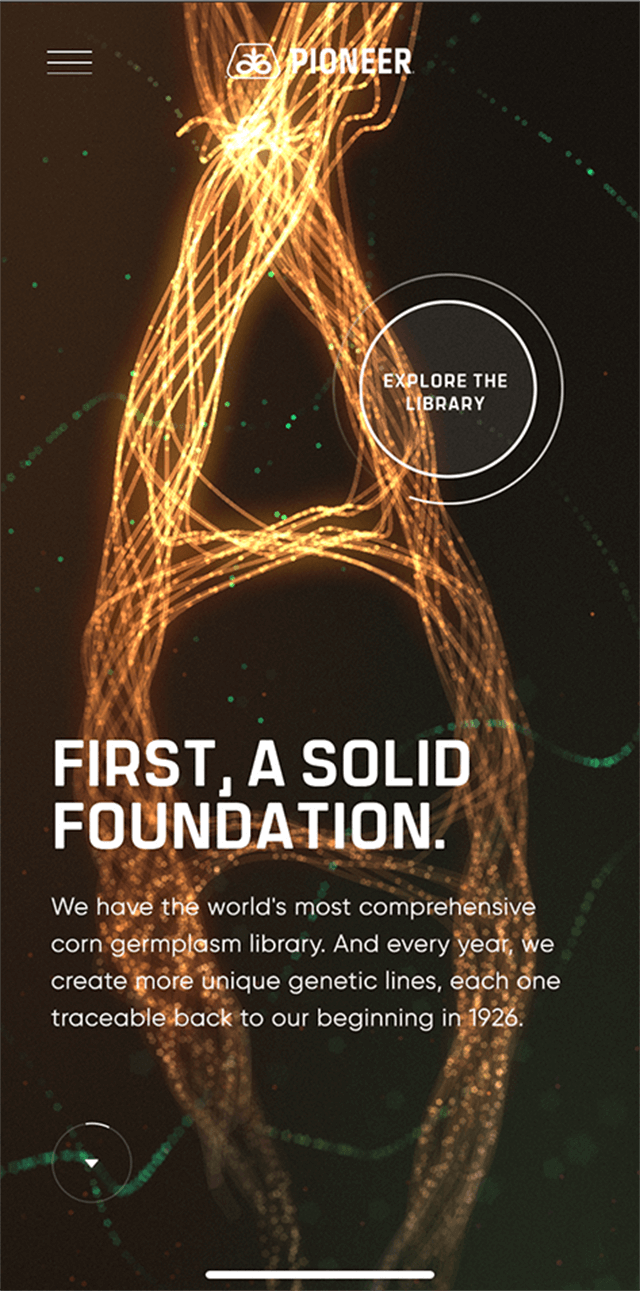 PIONEER
EXPLORE THE
LIBRARY
FIRST, A SOLID
FOUNDATION.
We have the world's most comprehensive
corn germplasm library. And every year, we
create more unique genetic lines, each one
traceable back to our beginning in 1926.